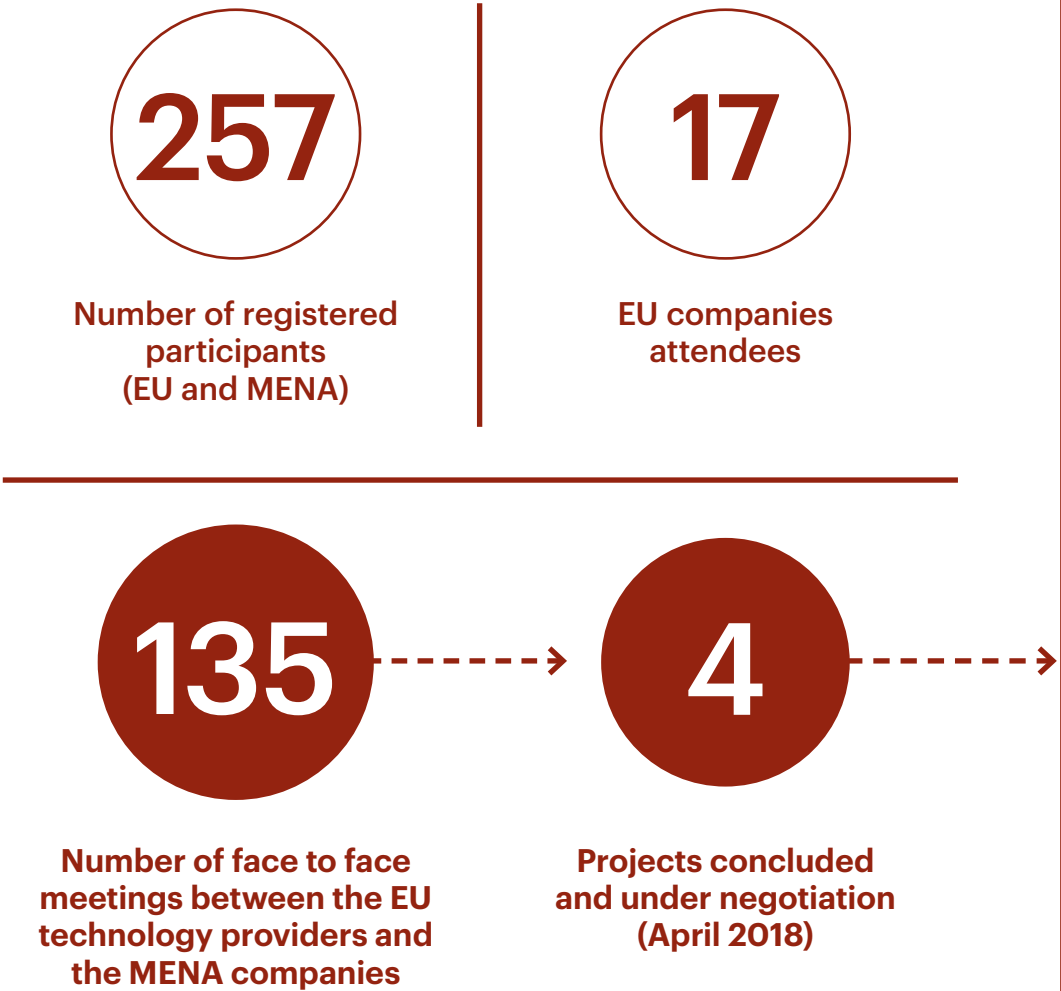 257
Number of registered
participants
(EU and MENA)
17
EU companies
attendees
135
Number of face to face
meetings between the EU
technology providers and
the MENA companies
4
Projects concluded
and under negotiation
(April 2018)